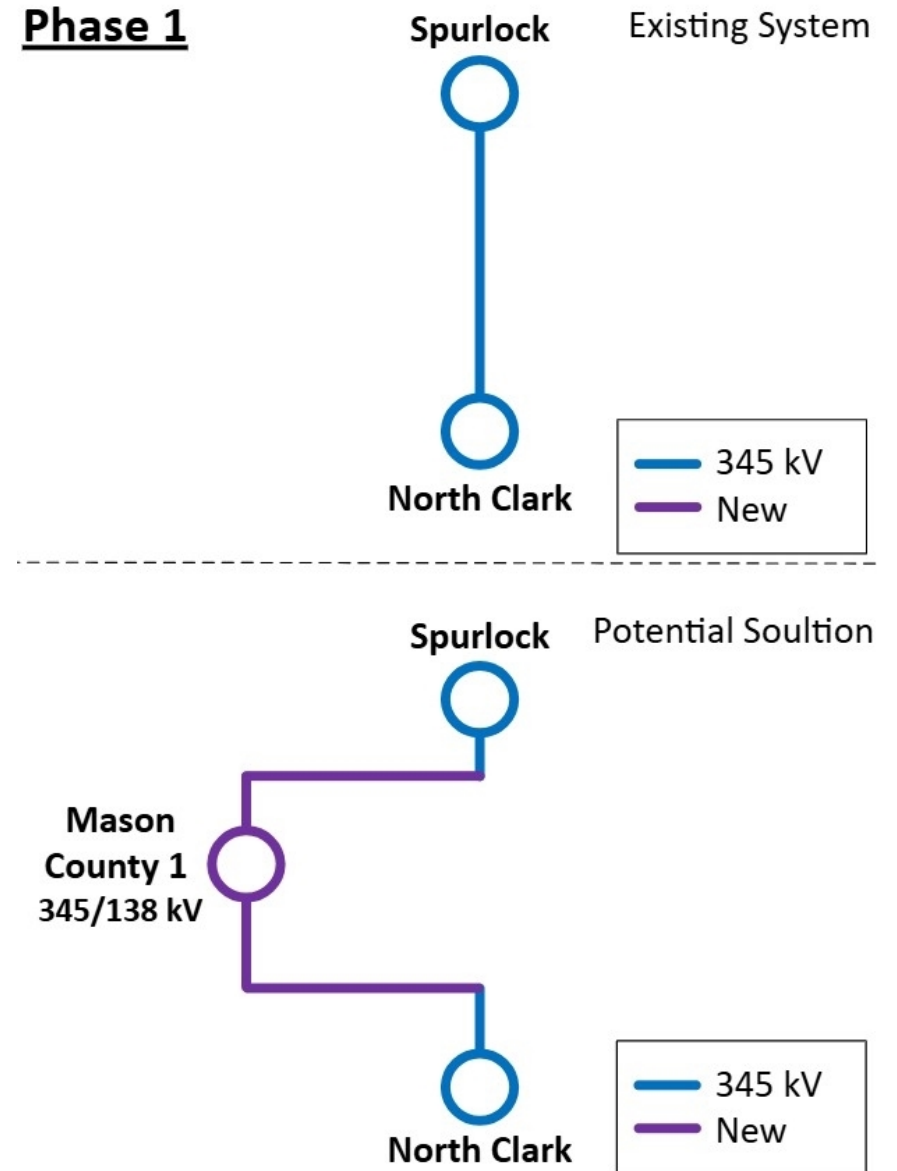 Phase 1
Spurlock
Existing System
North Clark
345 kV
New
Spurlock
Potential Soultion
Mason
County 1
345/138 kV
North Clark
345 kV
New